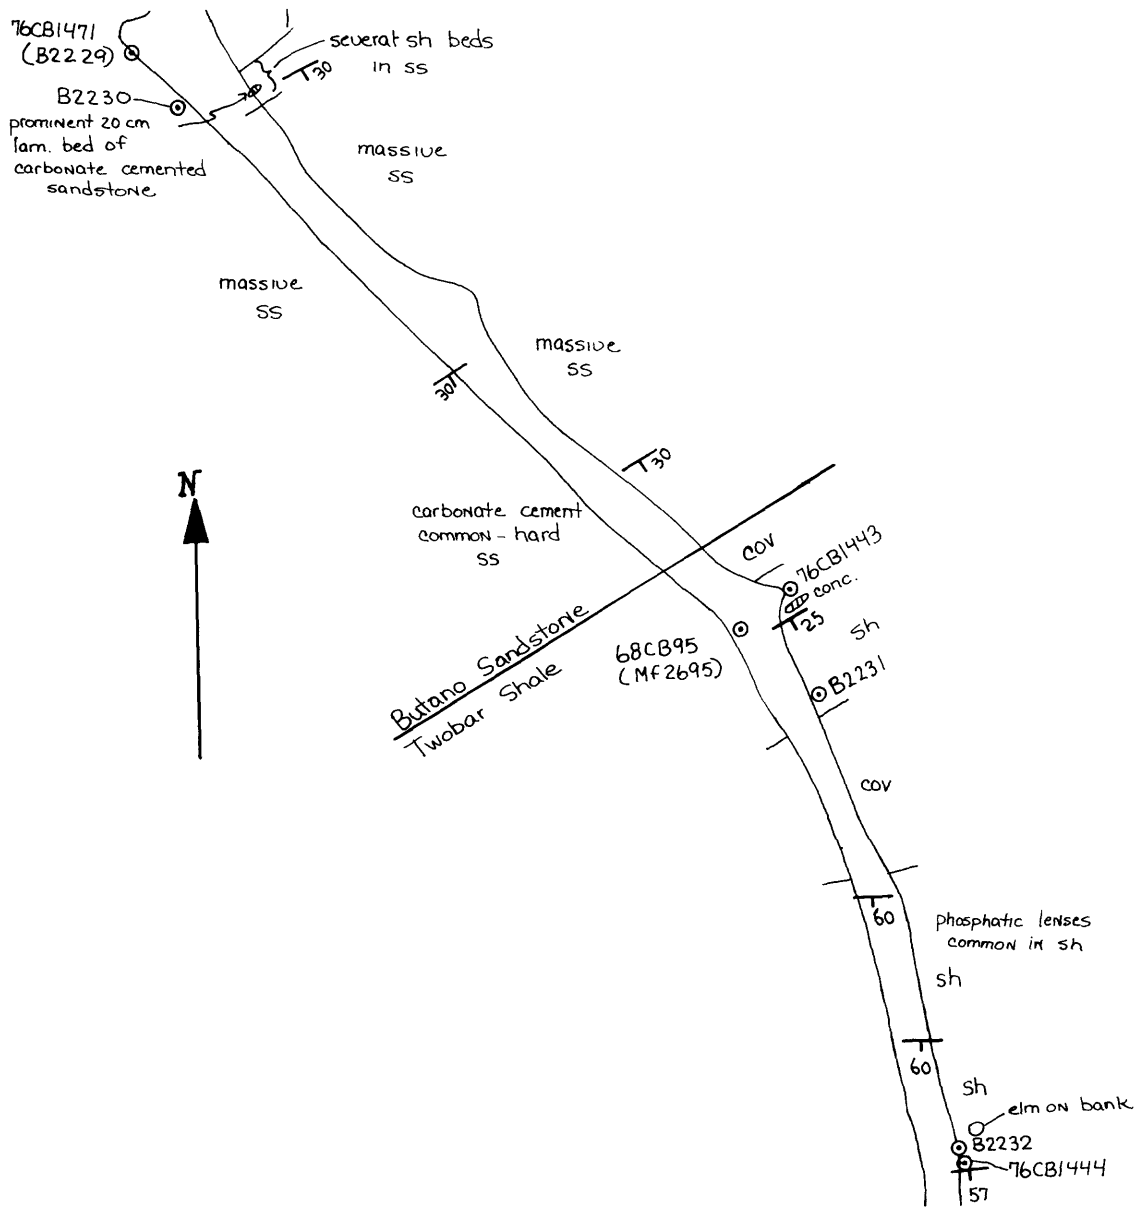 76CB1471
(B2229)
several sh beds
in ss
30
B2230
prominent 20 cm
lam. bed of
carbonate cemented
sandstone
massive
ss
massive
ss
massive
ss
30
30
N
carbonate cement
common - hard
ss
cov
76CB1443
conc.
25
sh
Butano Sandstone
Twobar Shale
68CB95
(Mf2695)
B2231
cov
60
phosphatic lenses
common in sh
sh
60
sh
elm on bank
B2232
76CB1444
57